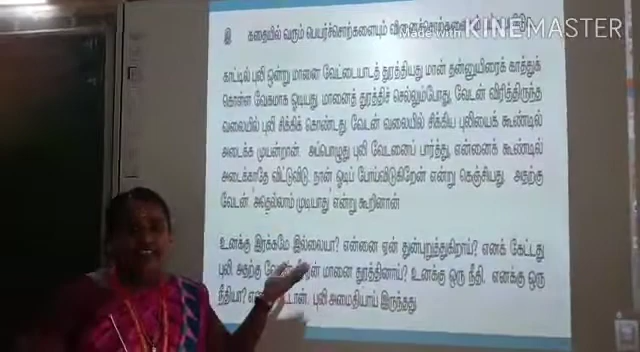 இ. கதையில் வரும் பெயர்ச்சொற்களையும் வினைச்சொற்களை
Made with KINEMASTER
காட்டில் புலி ஒன்று மானை வேட்டையாடத் துரத்தியது மான் தன்னுயிரைக் காத்துக்
கொள்ள வேகமாக ஓடியது மானைத் துரத்திச் செல்லும்போது, வேடன் விரித்திருந்த
வலையில் புலி சிக்கிக் கொண்டது வேடன் வலையில் சிக்கிய புலியைக் கூண்டில்
அடைக்க முயன்றான். அப்பொழுது புலி வேடனைப் பார்த்து, என்னைக் கூண்டில்
அடைக்காதே விட்டுவிடு நான் ஓடிப் போய்விடுகிறேன் என்று கெஞ்சியது. அதற்கு
வேடன், அதெல்லாம் முடியாது என்று கூறினான்
உனக்கு இரக்கமே இல்லையா? என்னை ஏன் துன்புறுத்துகிறாய்? எனக் கேட்டது
புலி அதற்கு மானை துரத்தினாய்? உனக்கு ஒரு நீதி. எனக்கு ஒரு
நீதியா? புலி அமைதியாய் இருந்தது